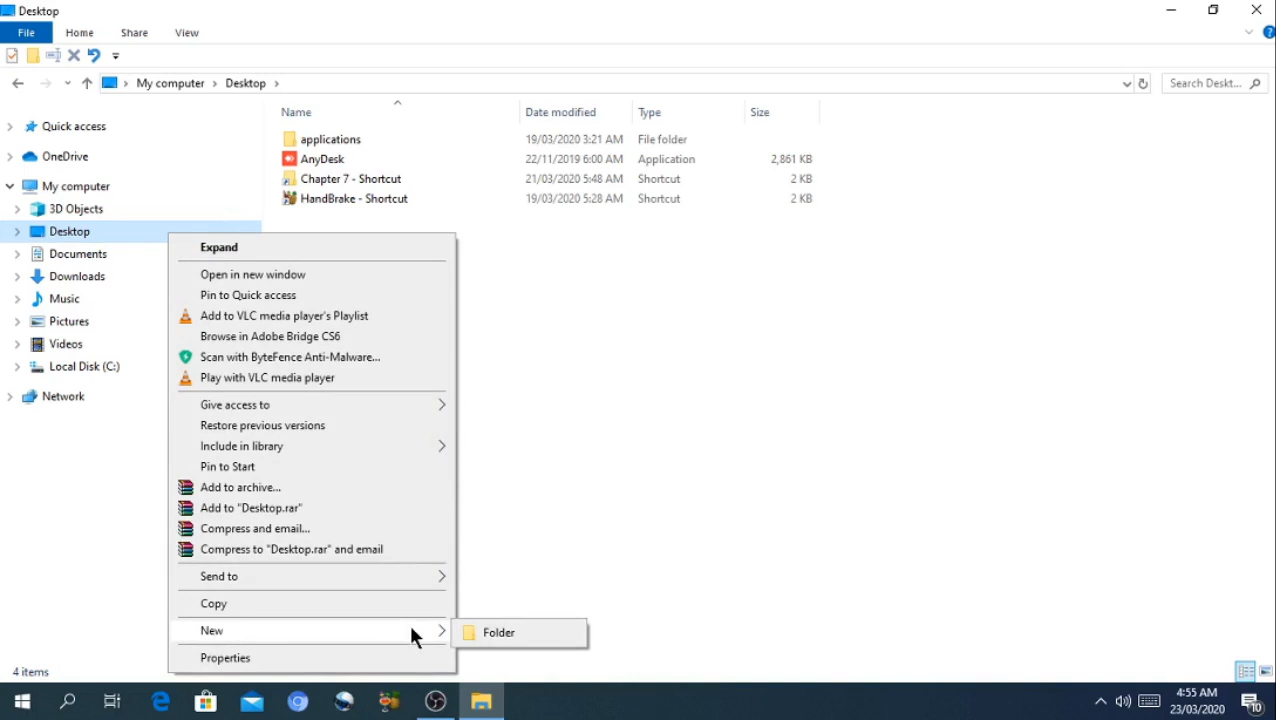 Desktop
File Home Share View
My computer Desktop
Search Deskt...
Name Date modified Type Size
Quick access
OneDrive
My computer
3D Objects
Desktop
Documents
Downloads
Music
Pictures
Videos
Local Disk (C:)
Network
applications 19/03/2020 3:21 AM File folder
AnyDesk 22/11/2019 6:00 AM Application 2,861 KB
Chapter 7 - Shortcut 21/03/2020 5:48 AM Shortcut 2 KB
HandBrake - Shortcut 19/03/2020 5:28 AM Shortcut 2 KB
Expand
Open in new window
Pin to Quick access
Add to VLC media player's Playlist
Browse in Adobe Bridge CS6
Scan with ByteFence Anti-Malware...
Play with VLC media player
Give access to
Restore previous versions
Include in library
Pin to Start
Add to archive...
Add to "Desktop.rar"
Compress and email...
Compress to "Desktop.rar" and email
Send to
Copy
New
Folder
Properties
4 items
4:55 AM
23/03/2020
10